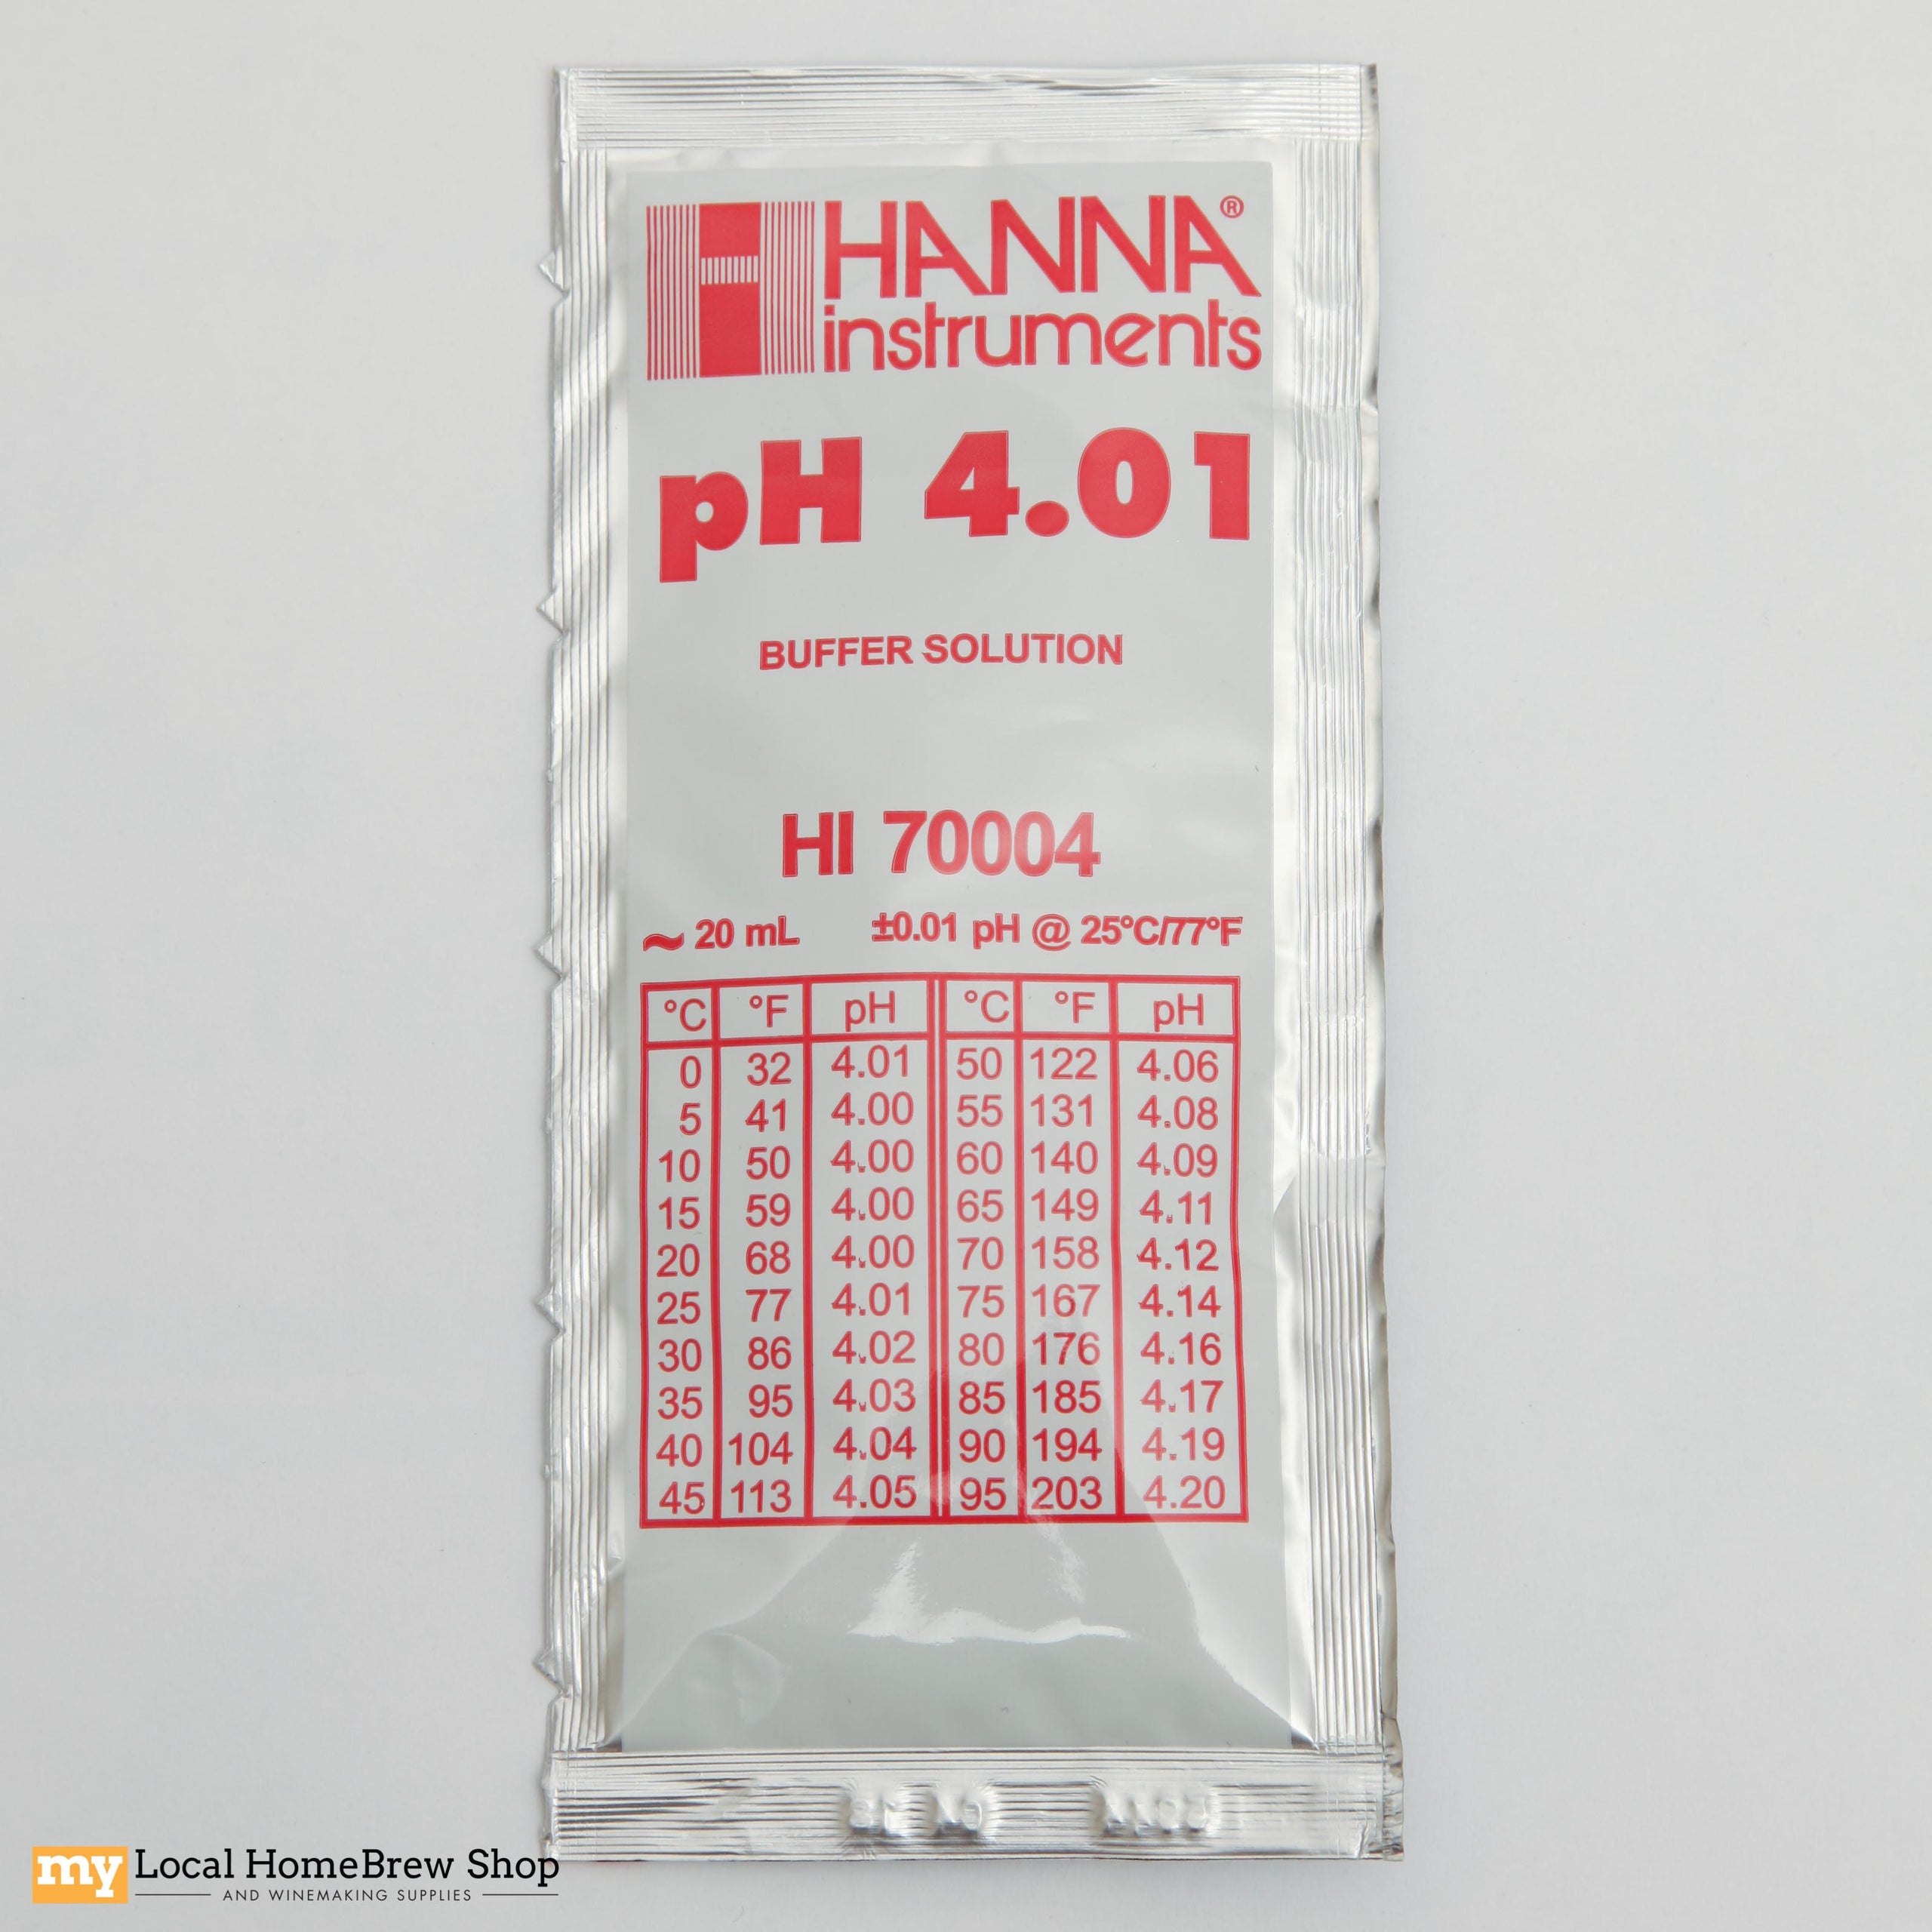 HANNA®
instruments
pH 4.01
BUFFER SOLUTION
HI 70004
~ 20 mL ±0.01 pH @ 25°C/77°F
°C °F pH °C °F pH
0 32 4.01 50 122 4.06
5 41 4.00 55 131 4.08
10 50 4.00 60 140 4.09
15 59 4.00 65 149 4.11
20 68 4.00 70 158 4.12
25 77 4.01 75 167 4.14
30 86 4.02 80 176 4.16
35 95 4.03 85 185 4.17
40 104 4.04 90 194 4.19
45 113 4.05 95 203 4.20
my Local HomeBrew Shop
AND WINEMAKING SUPPLIES